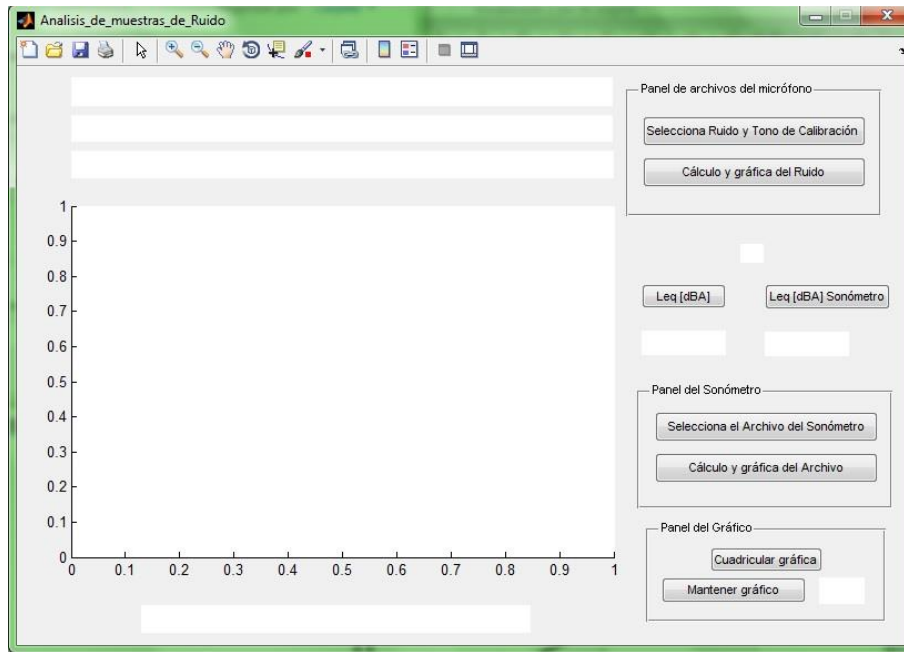 Analisis_de_muestras_de_Ruido
Panel de archivos del micrófono
Selecciona Ruido y Tono de Calibración
Cálculo y gráfica del Ruido
Leq [dBA]
Leq [dBA] Sonómetro
Panel del Sonómetro
Selecciona el Archivo del Sonómetro
Cálculo y gráfica del Archivo
Panel del Gráfico
Cuadricular gráfica
Mantener gráfico
1
0.9
0.8
0.7
0.6
0.5
0.4
0.3
0.2
0.1
0
0 0.1 0.2 0.3 0.4 0.5 0.6 0.7 0.8 0.9 1